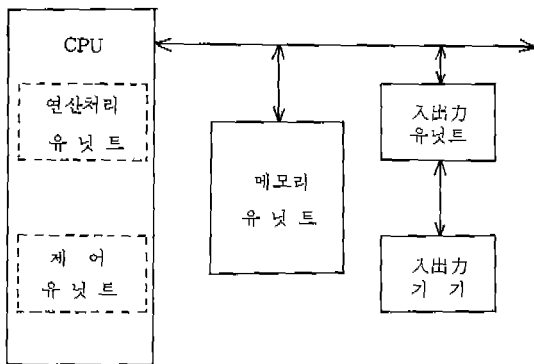 CPU
연산처리
유 닛 트
제 어
유 닛 트
메모리
유 닛 트
入出力
유닛트
入出力
기 기